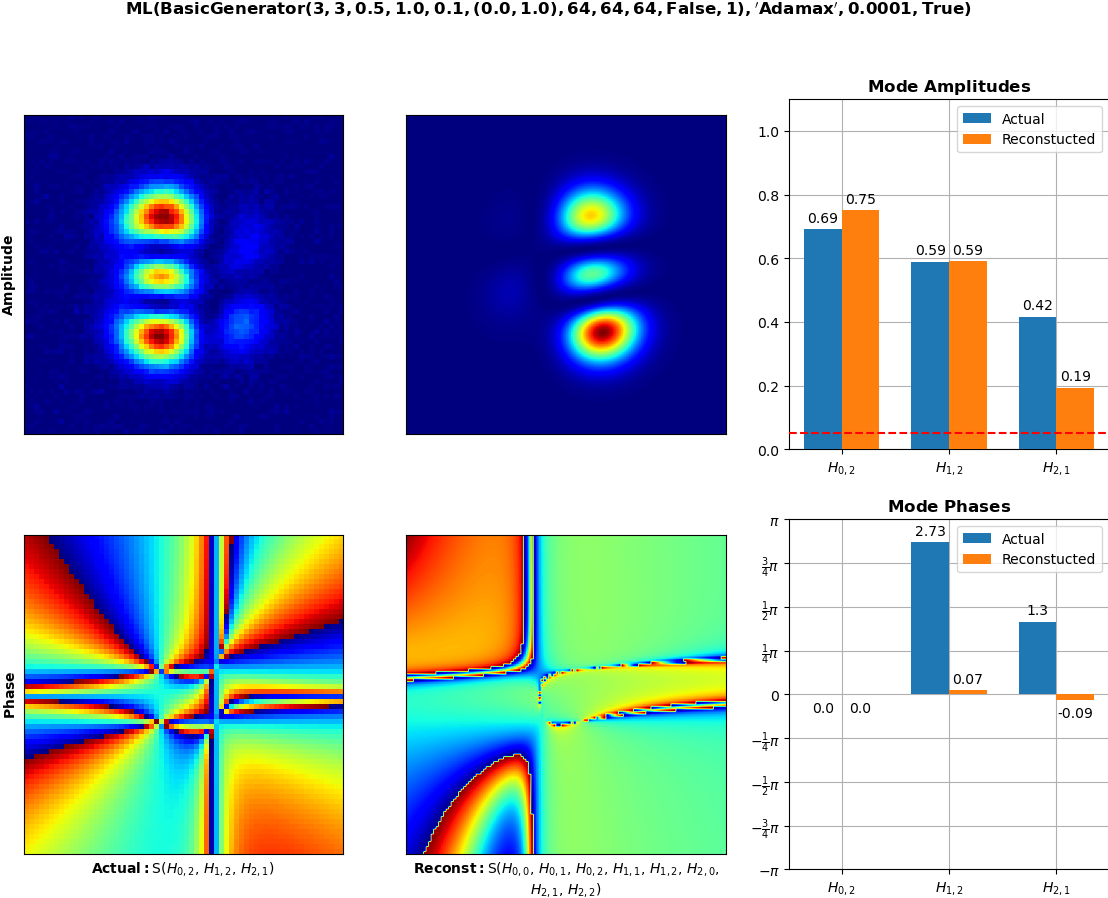 ML(BasicGenerator(3, 3, 0.5, 1.0, 0.1, (0.0, 1.0), 64, 64, 64, False, 1), ′Adamax′, 0.0001, True)
Amplitude
Mode Amplitudes
Actual
Reconstucted
1.0
0.8
0.6
0.4
0.2
0.0
0.69
0.75
0.59
0.59
0.42
0.19
H0,2
H1,2
H2,1
Phase
Actual: S(H0,2, H1,2, H2,1)
Reconst: S(H0,0, H0,1, H0,2, H1,1, H1,2, H2,0,
H2,1, H2,2)
Mode Phases
Actual
Reconstucted
π
3/4π
1/2π
1/4π
0
−1/4π
−1/2π
−3/4π
−π
0.0
0.0
2.73
0.07
1.3
-0.09
H0,2
H1,2
H2,1